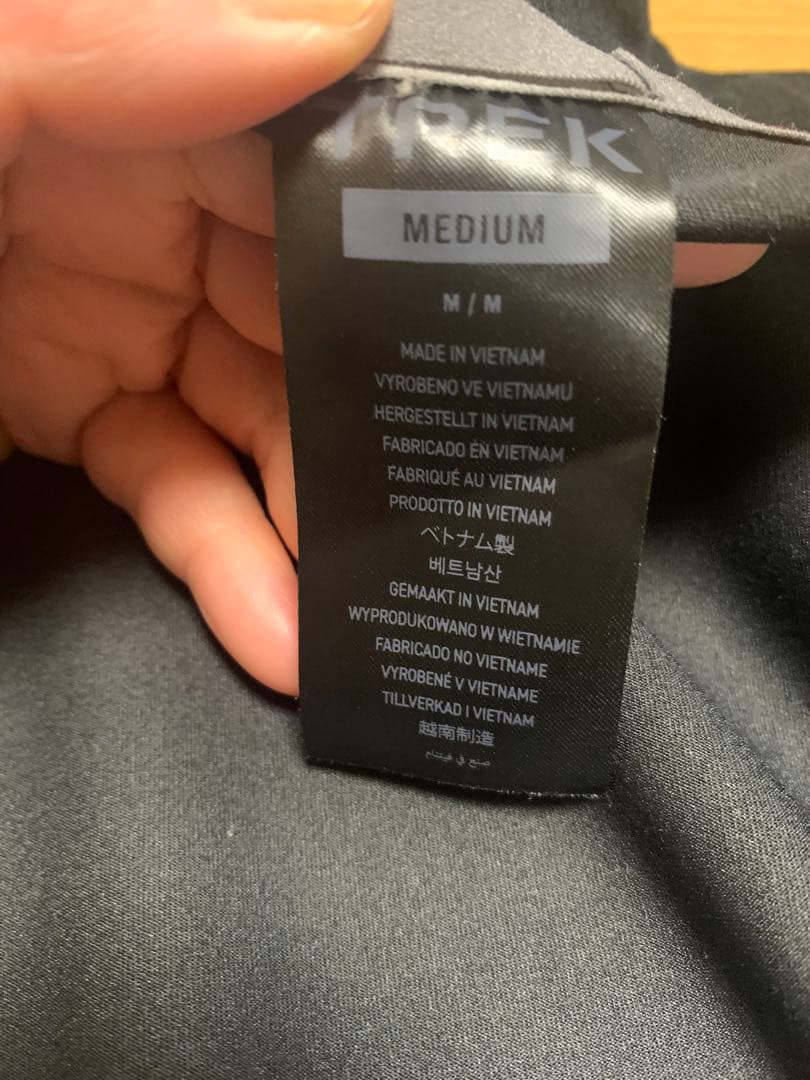 TREK
MEDIUM
M / M
MADE IN VIETNAM
VYROBENO VE VIETNAMU
HERGESTELLT IN VIETNAM
FABRICADO EN VIETNAM
FABRIQUÉ AU VIETNAM
PRODOTTO IN VIETNAM
ベトナム製
베트남산
GEMAAKT IN VIETNAM
WYPRODUKOWANO W WIETNAMIE
FABRICADO NO VIETNAME
VYROBENÉ V VIETNAME
TILLVERKAD I VIETNAM
越南制造
صنع في فيتنام